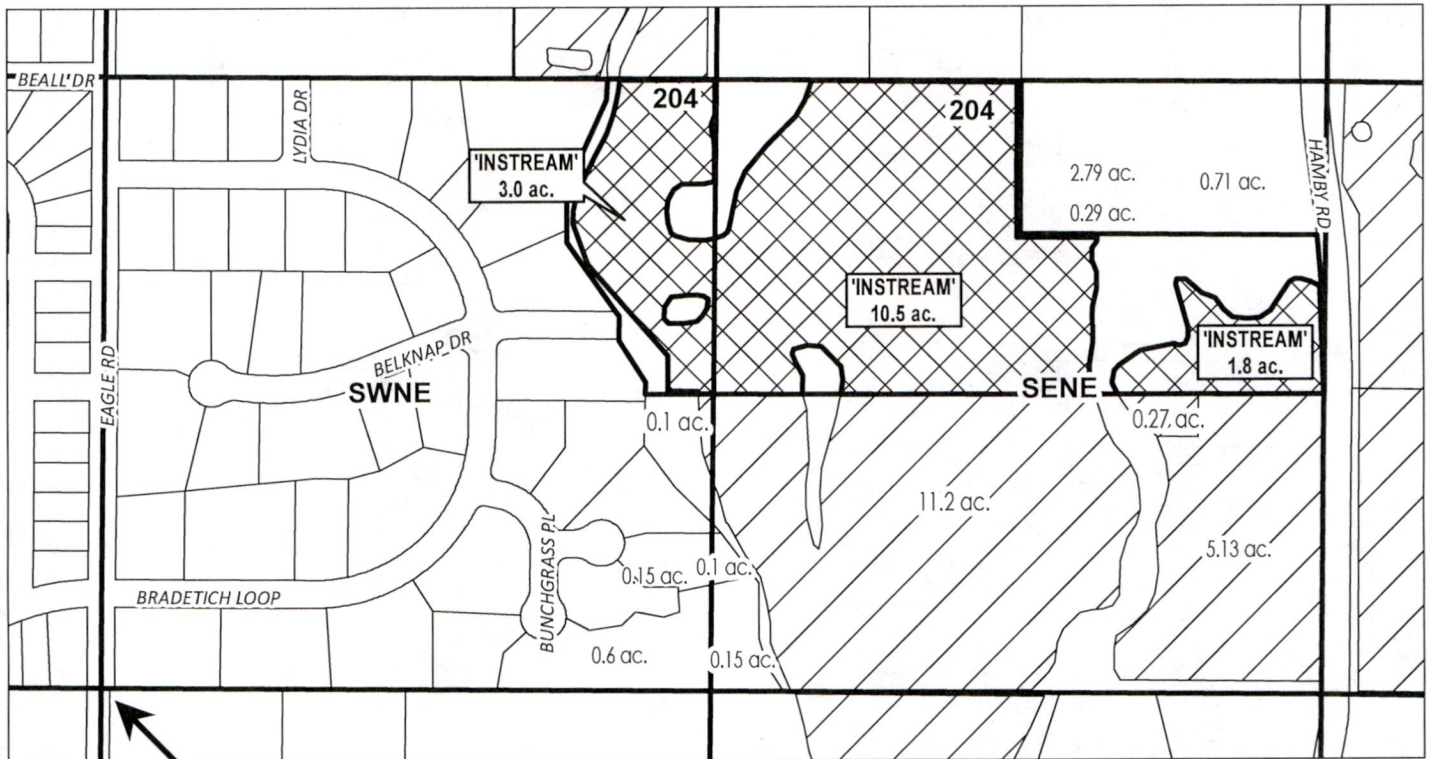 BEALL DR
LYDIA DR
204
204
'INSTREAM'
3.0 ac.
HAMBY RD
2.79 ac.
0.71 ac.
0.29 ac.
'INSTREAM'
10.5 ac.
'INSTREAM'
1.8 ac.
EAGLE RD
BELKNAP DR
SWNE
SENE
0.1 ac.
0.27 ac.
11.2 ac.
BUNCHGRASS PL
5.13 ac.
0.15 ac.
0.1 ac.
BRADETICH LOOP
0.6 ac.
0.15 ac.